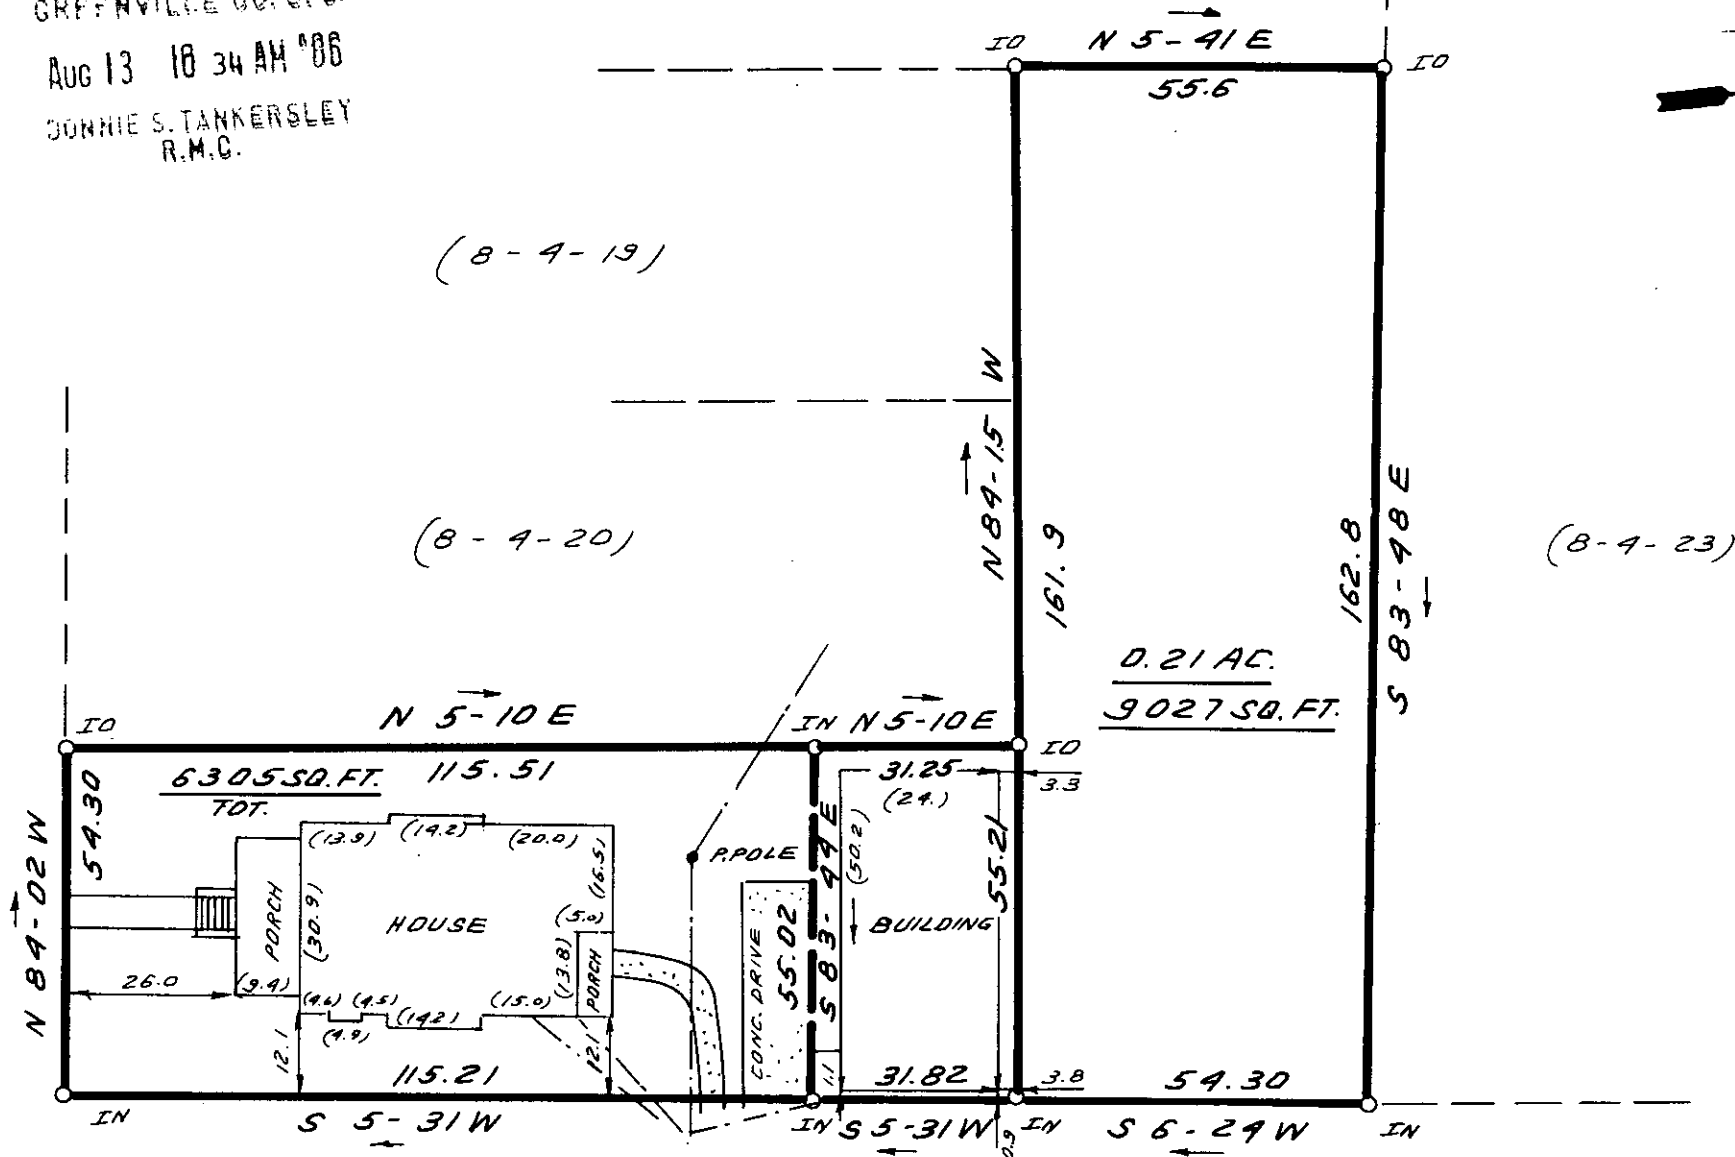 GREENVILLE CO.
AUG 13 10 34 AM '86
DONNIE S. TANKERSLEY
R.M.C.
IO N 5-41 E IO
55.6
(8-4-19)
N 84-15 W
161.9
162.8
S 83-48 E
(8-4-20)
(8-4-23)
0.21 AC.
9027 SQ. FT.
IO N 5-10 E IN N 5-10 E IO
6305 SQ. FT.
TOT.
115.51
31.25
(24.)
3.3
N 84-02 W
54.30
(13.9) (14.2) (20.0)
(16.5)
P.POLE
S 83-44 E
(50.2)
55.21
PORCH
(30.9)
HOUSE
(5.0)
(13.8)
PORCH
CONC. DRIVE
55.02
BUILDING
26.0
(9.4)
(4.6) (4.5) (14.2) (15.0)
(4.9)
12.1
12.1
1.1
115.21
31.82
3.8
54.30
IN S 5-31 W IN S 5-31 W IN S 6-24 W IN
0.9